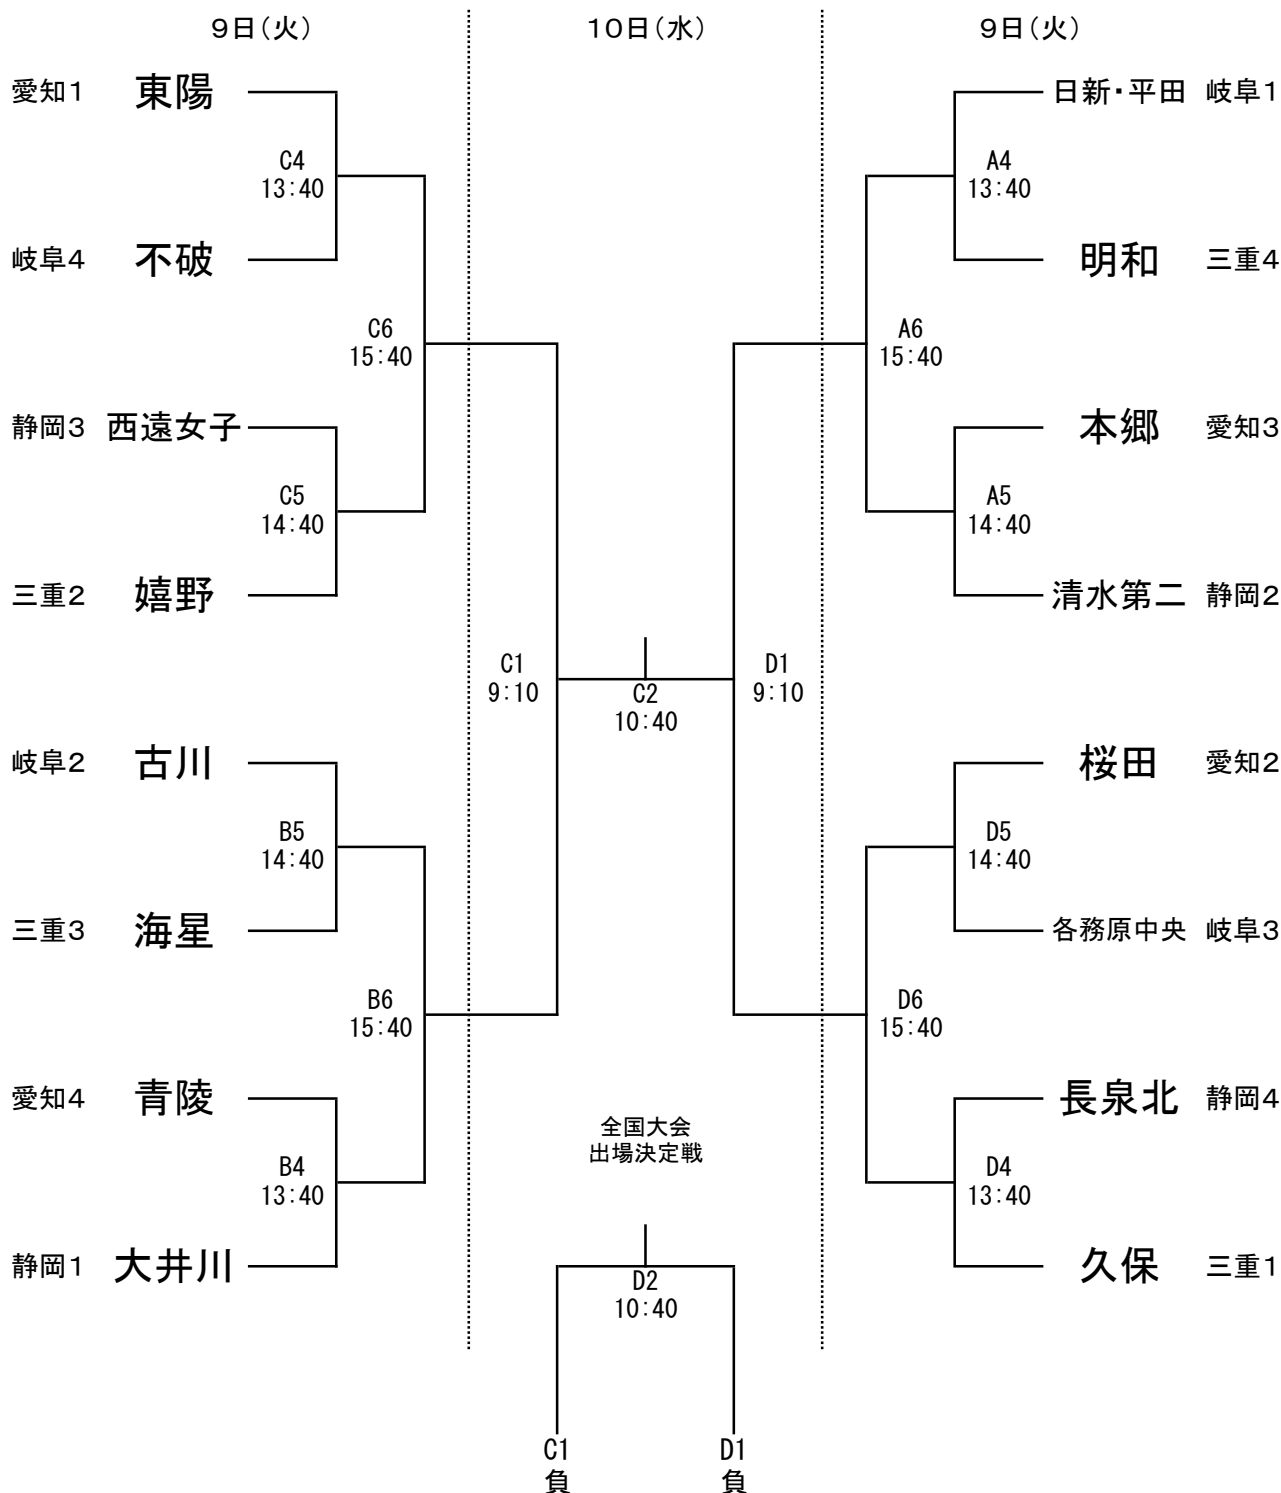 9日(火)
10日(水)
9日(火)
愛知1 東陽
日新・平田 岐阜1
C4
13:40
A4
13:40
岐阜4 不破
明和 三重4
C6
15:40
A6
15:40
静岡3 西遠女子
本郷 愛知3
C5
14:40
A5
14:40
三重2 嬉野
清水第二 静岡2
C1
9:10
C2
10:40
D1
9:10
岐阜2 古川
桜田 愛知2
B5
14:40
D5
14:40
三重3 海星
各務原中央 岐阜3
B6
15:40
D6
15:40
愛知4 青陵
長泉北 静岡4
全国大会
出場決定戦
B4
13:40
D4
13:40
静岡1 大井川
久保 三重1
D2
10:40
C1
負
D1
負